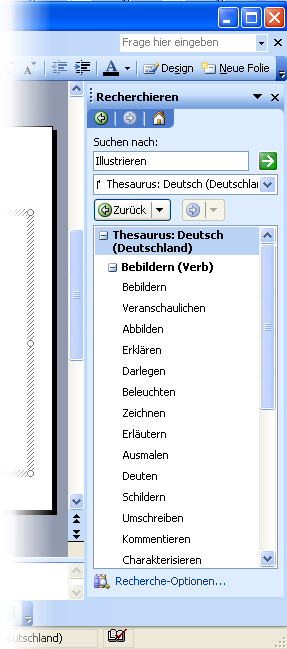 Frage hier eingeben
A A Design Neue Folie
Recherchieren
Suchen nach:
Illustrieren
Thesaurus: Deutsch (Deutschlan
Zurück
Thesaurus: Deutsch
(Deutschland)
Bebildern (Verb)
Bebildern
Veranschaulichen
Abbilden
Erklären
Darlegen
Beleuchten
Zeichnen
Erläutern
Ausmalen
Deuten
Schildern
Umschreiben
Kommentieren
Charakterisieren
Recherche-Optionen...
eutschland)